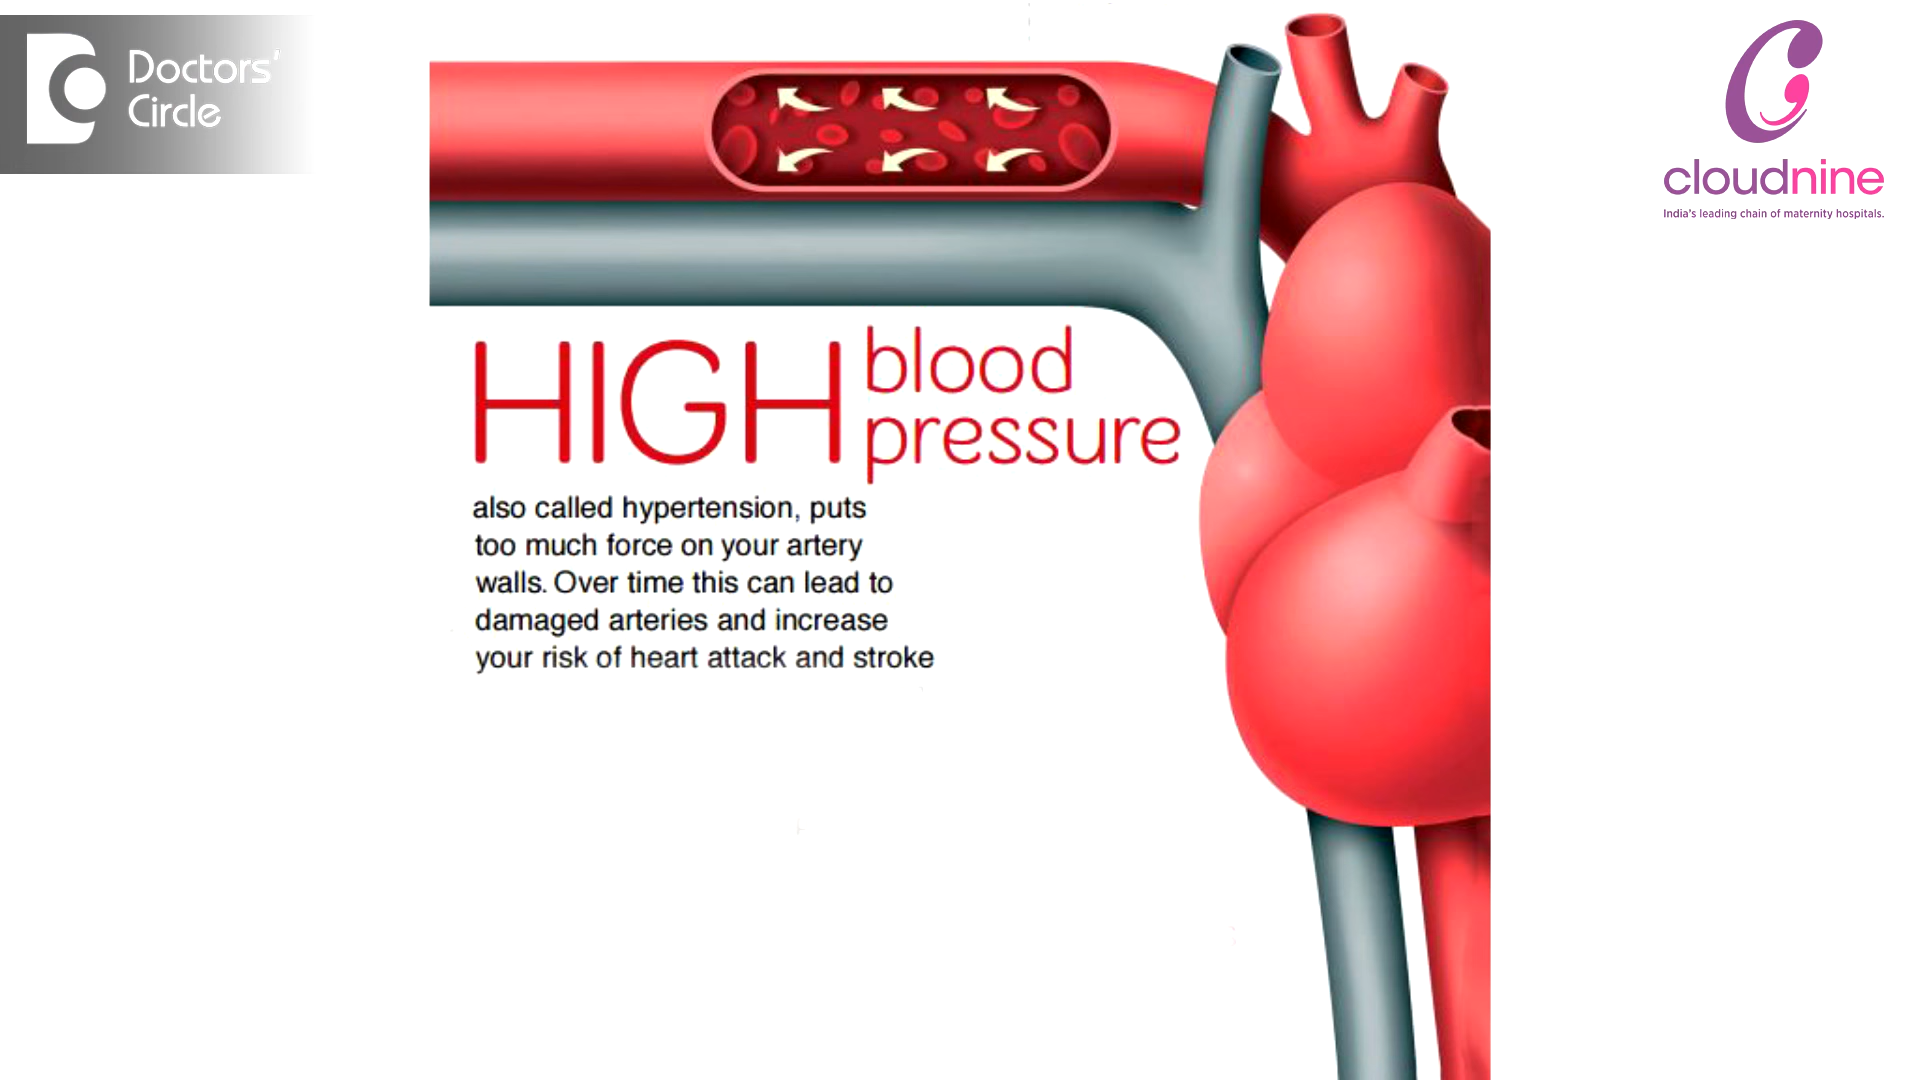 Doctors'
Circle
cloudnine
India's leading chain of maternity hospitals.
HIGH blood
pressure
also called hypertension, puts
too much force on your artery
walls. Over time this can lead to
damaged arteries and increase
your risk of heart attack and stroke